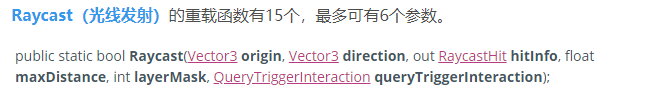 Raycast（光线发射）的重载函数有15个，最多可有6个参数。
public static bool Raycast(Vector3 origin, Vector3 direction, out RaycastHit hitInfo, float
maxDistance, int layerMask, QueryTriggerInteraction queryTriggerInteraction);